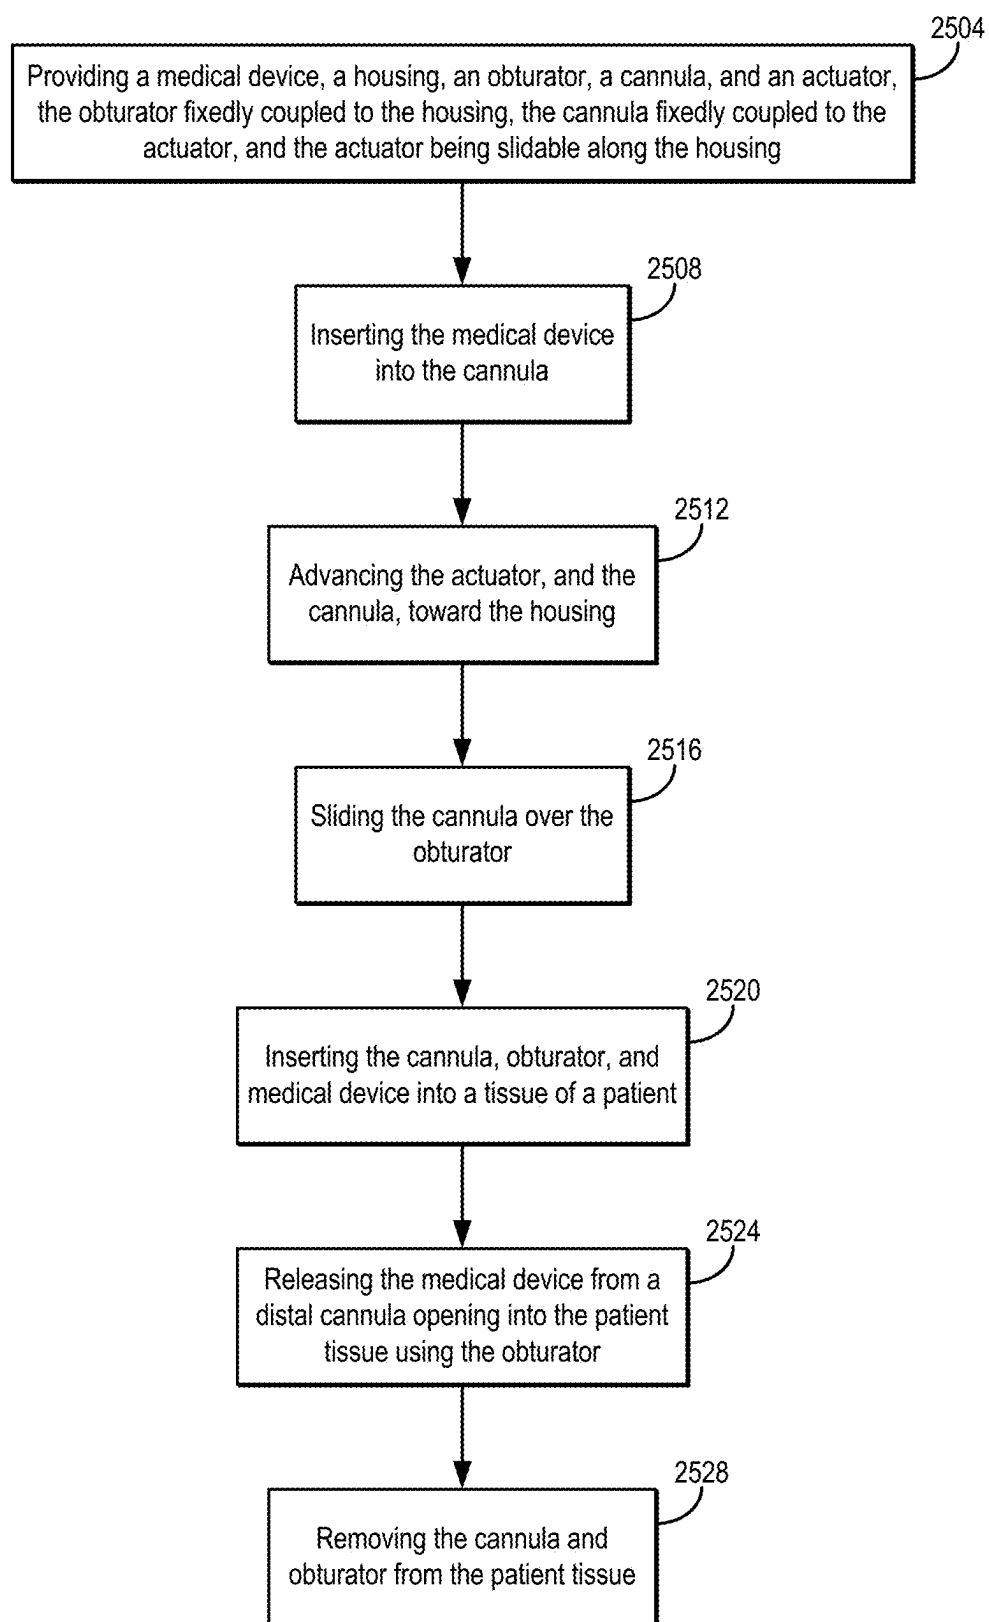 2504
Providing a medical device, a housing, an obturator, a cannula, and an actuator,
the obturator fixedly coupled to the housing, the cannula fixedly coupled to the
actuator, and the actuator being slidable along the housing
2508
Inserting the medical device
into the cannula
2512
Advancing the actuator, and the
cannula, toward the housing
2516
Sliding the cannula over the
obturator
2520
Inserting the cannula, obturator, and
medical device into a tissue of a patient
2524
Releasing the medical device from a
distal cannula opening into the patient
tissue using the obturator
2528
Removing the cannula and
obturator from the patient tissue